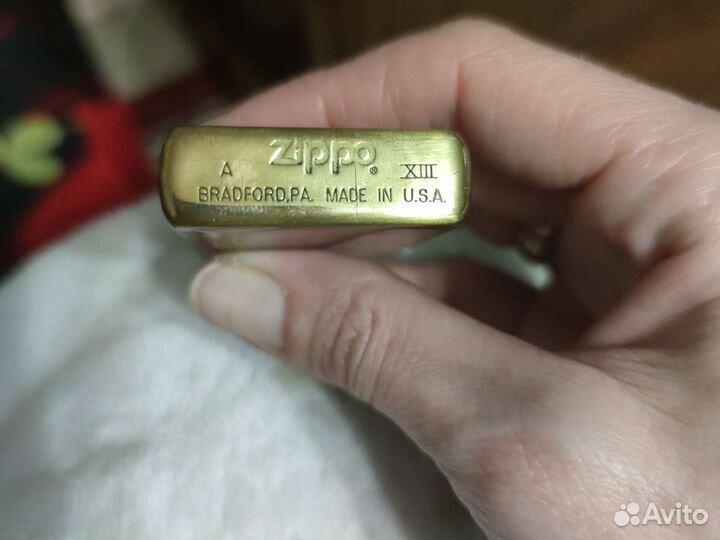 Zippo ®
A XIII
BRADFORD,PA. MADE IN U.S.A.
Avito